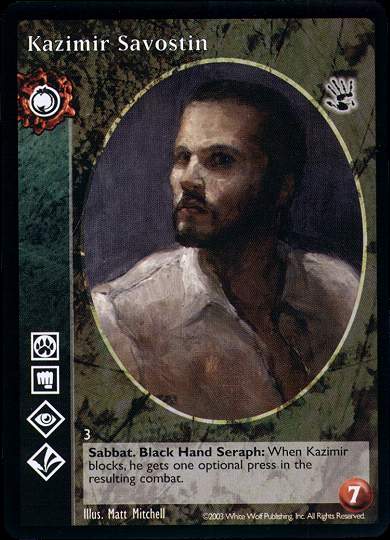 Kazimir Savostin
3
Sabbat. Black Hand Seraph: When Kazimir
blocks, he gets one optional press in the
resulting combat.
7
Illus. Matt Mitchell
©2003 White Wolf Publishing, Inc. All Rights Reserved.